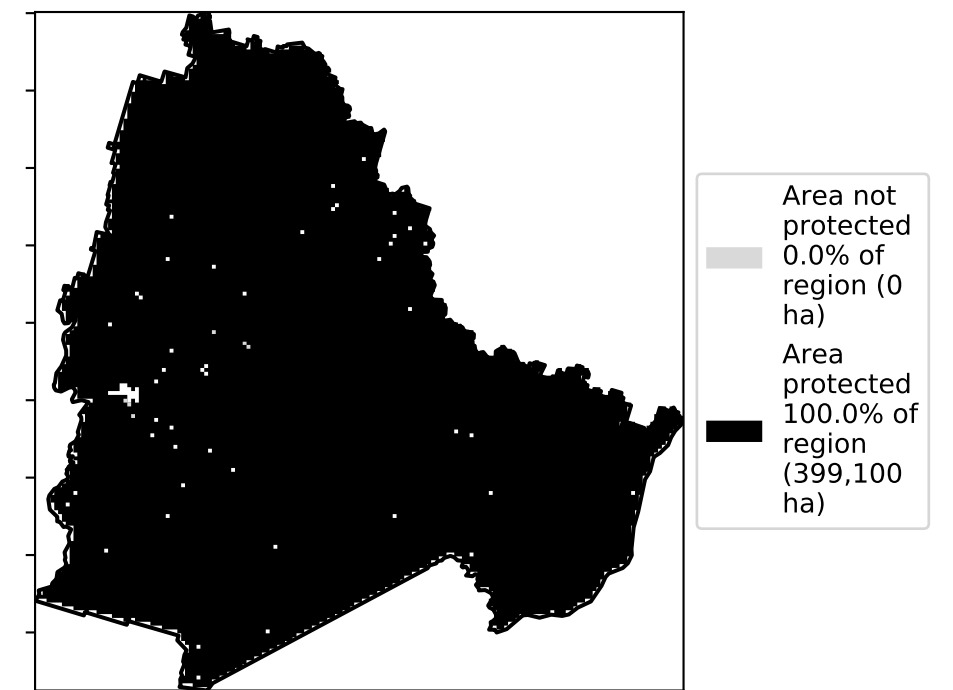 Area not
protected
0.0% of
region (0
ha)
Area
protected
100.0% of
region
(399,100
ha)